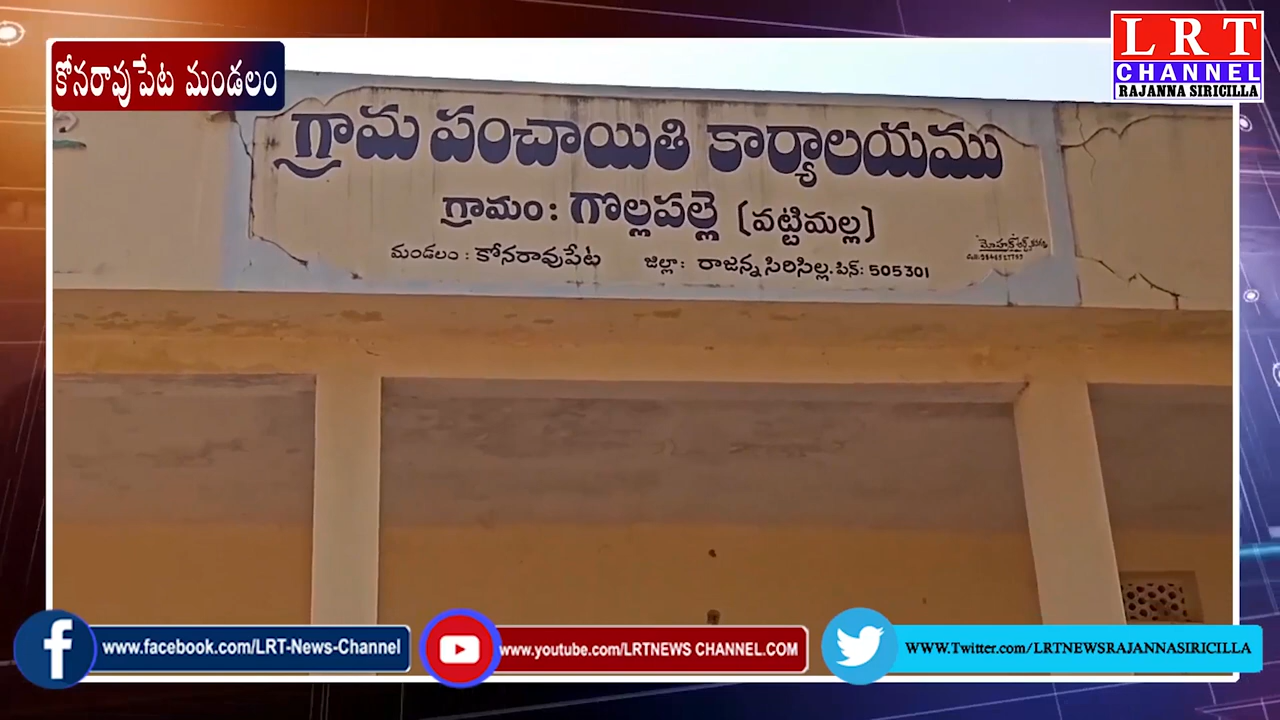 కోనరావుపేట మండలం
LRT
CHANNEL
RAJANNA SIRICILLA
గ్రామ పంచాయితి కార్యాలయము
గ్రామం: గొల్లపల్లె (వట్టిమల్ల)
మండలం: కోనరావుపేట జిల్లా: రాజన్న సిరిసిల్ల. పిన్: 505301
www.facebook.com/LRT-News-Channel
www.youtube.com/LRTNEWS CHANNEL.COM
www.Twitter.com/LRTNEWSRAJANNASIRICILLA